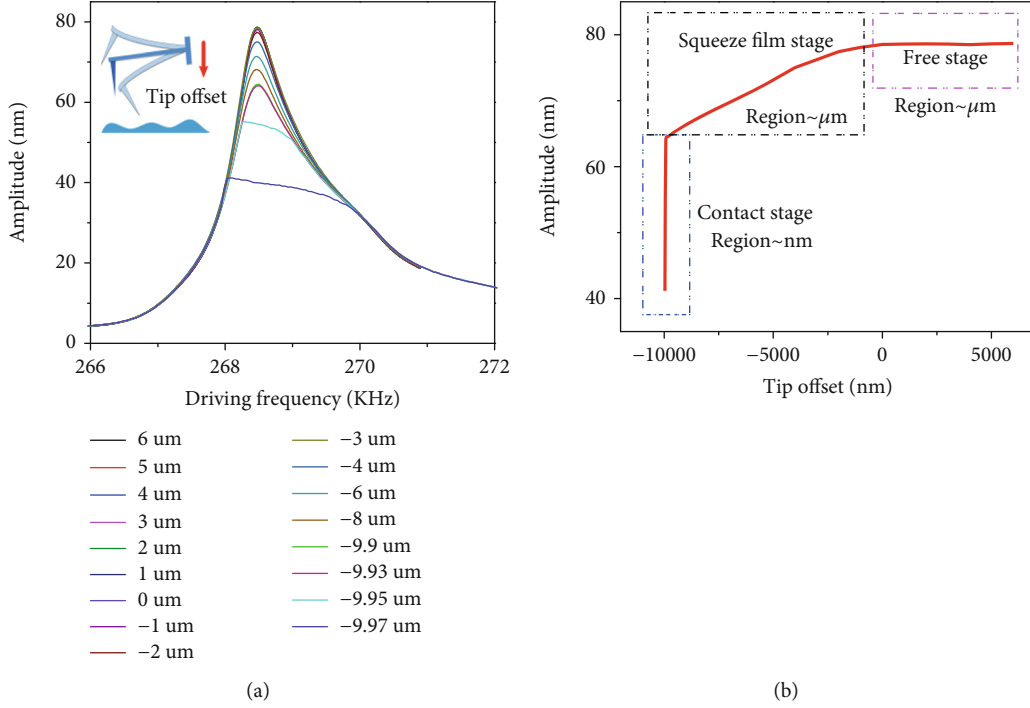 80
60
40
20
0
Amplitude (nm)
Tip offset
266
268
270
272
Driving frequency (KHz)
6 um
5 um
4 um
3 um
2 um
1 um
0 um
−1 um
−2 um
−3 um
−4 um
−6 um
−8 um
−9.9 um
−9.93 um
−9.95 um
−9.97 um
(a)
80
60
40
Amplitude (nm)
Squeeze film stage
Region~μm
Free stage
Region~μm
Contact stage
Region~nm
−10000
−5000
0
5000
Tip offset (nm)
(b)